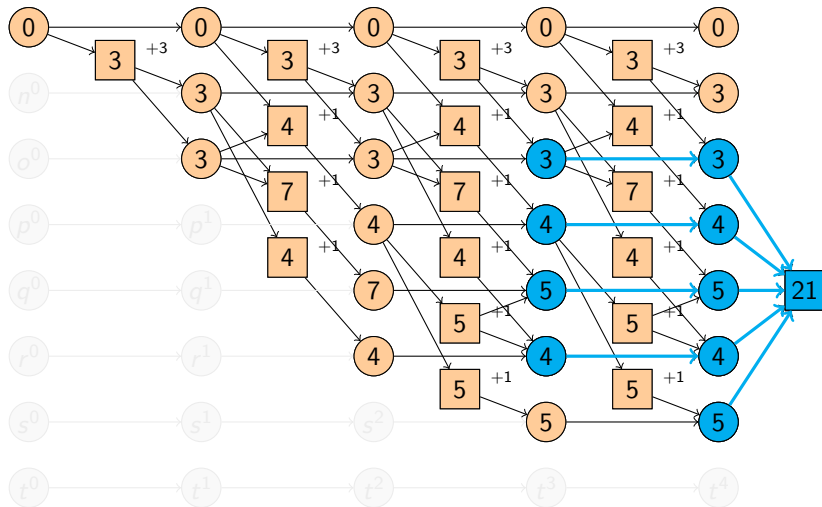 0 0 0 0 0
+3 +3 +3 +3
3 3 3 3
n⁰ 3 3 3 3
+1 +1 +1
4 4 4
o⁰ 3 3 3 3
+1 +1 +1
7 7 7
p⁰ p¹ 4 4 4
+1 +1 +1
4 4 4
q⁰ q¹ 7 5 5 21
+1 +1
5 5
r⁰ r¹ 4 4 4
+1 +1
5 5
s⁰ s¹ s² 5 5
t⁰ t¹ t² t³ t⁴